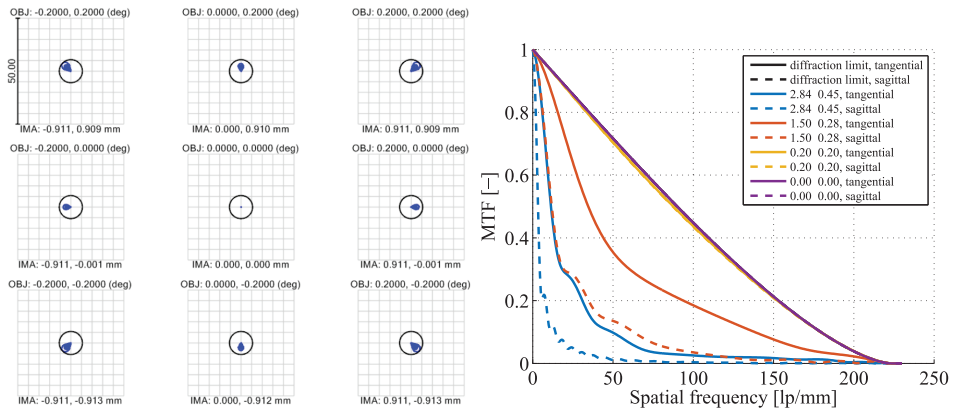 OBJ: -0.2000, 0.2000 (deg)
OBJ: 0.0000, 0.2000 (deg)
OBJ: 0.2000, 0.2000 (deg)
50.00
IMA: -0.911, 0.909 mm
IMA: 0.000, 0.910 mm
IMA: 0.911, 0.909 mm
OBJ: -0.2000, 0.0000 (deg)
OBJ: 0.0000, 0.0000 (deg)
OBJ: 0.2000, 0.0000 (deg)
IMA: -0.911, -0.001 mm
IMA: 0.000, 0.000 mm
IMA: 0.911, -0.001 mm
OBJ: -0.2000, -0.2000 (deg)
OBJ: 0.0000, -0.2000 (deg)
OBJ: 0.2000, -0.2000 (deg)
IMA: -0.911, -0.913 mm
IMA: 0.000, -0.912 mm
IMA: 0.911, -0.913 mm
MTF [–]
1
0.8
0.6
0.4
0.2
0
diffraction limit, tangential
diffraction limit, sagittal
2.84 0.45, tangential
2.84 0.45, sagittal
1.50 0.28, tangential
1.50 0.28, sagittal
0.20 0.20, tangential
0.20 0.20, sagittal
0.00 0.00, tangential
0.00 0.00, sagittal
0 50 100 150 200 250
Spatial frequency [lp/mm]